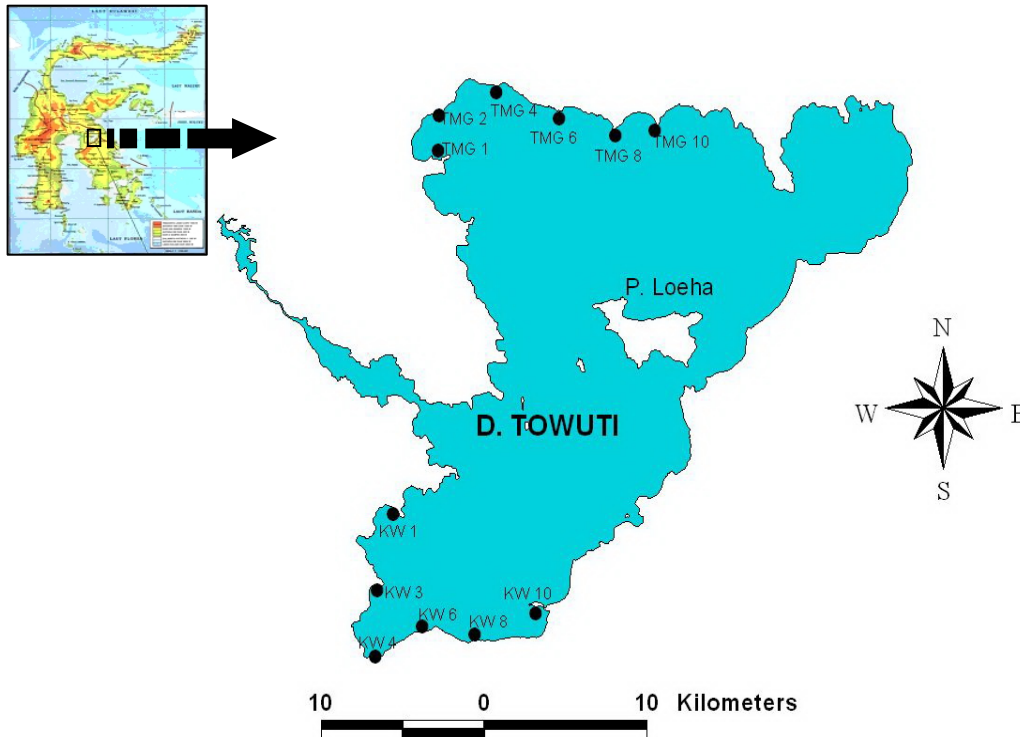 TMG 4
TMG 2
TMG 6
TMG 10
TMG 8
TMG 1
P. Loeha
N
W
E
S
D. TOWUTI
KW 1
KW 3
KW 10
KW 6
KW 8
KW 4
10 0 10 Kilometers